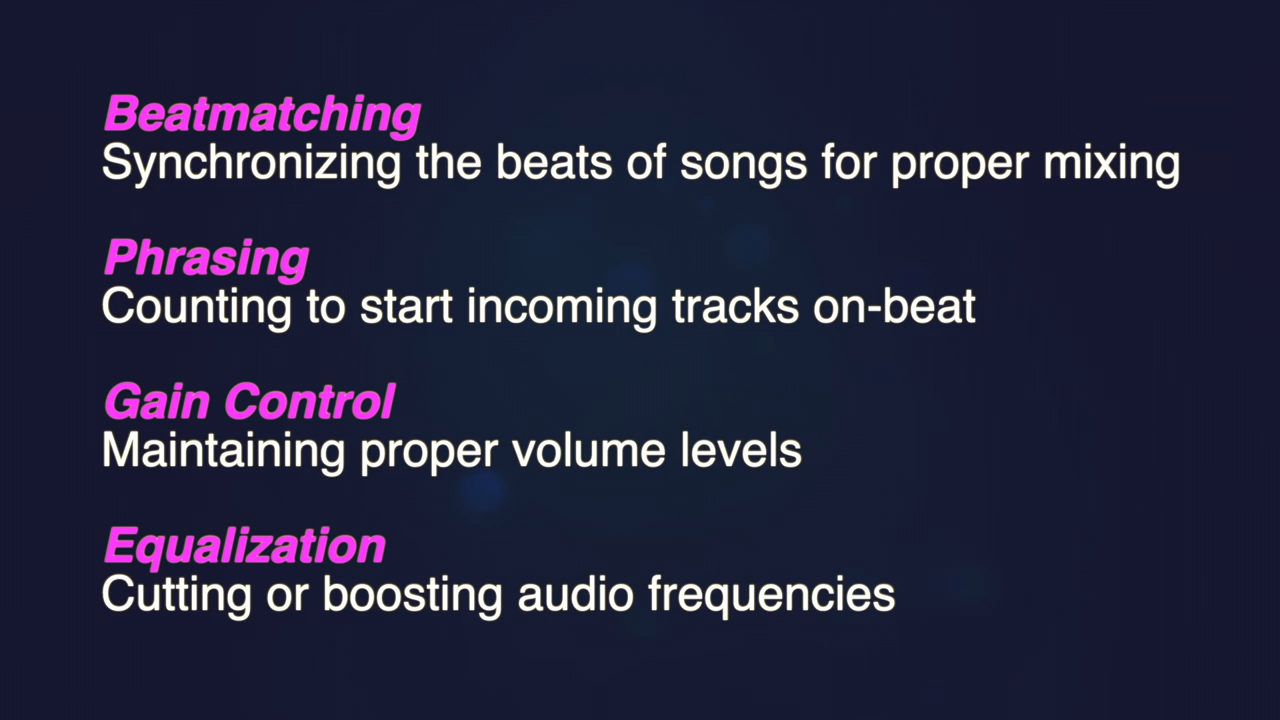 Beatmatching
Synchronizing the beats of songs for proper mixing
Phrasing
Counting to start incoming tracks on-beat
Gain Control
Maintaining proper volume levels
Equalization
Cutting or boosting audio frequencies